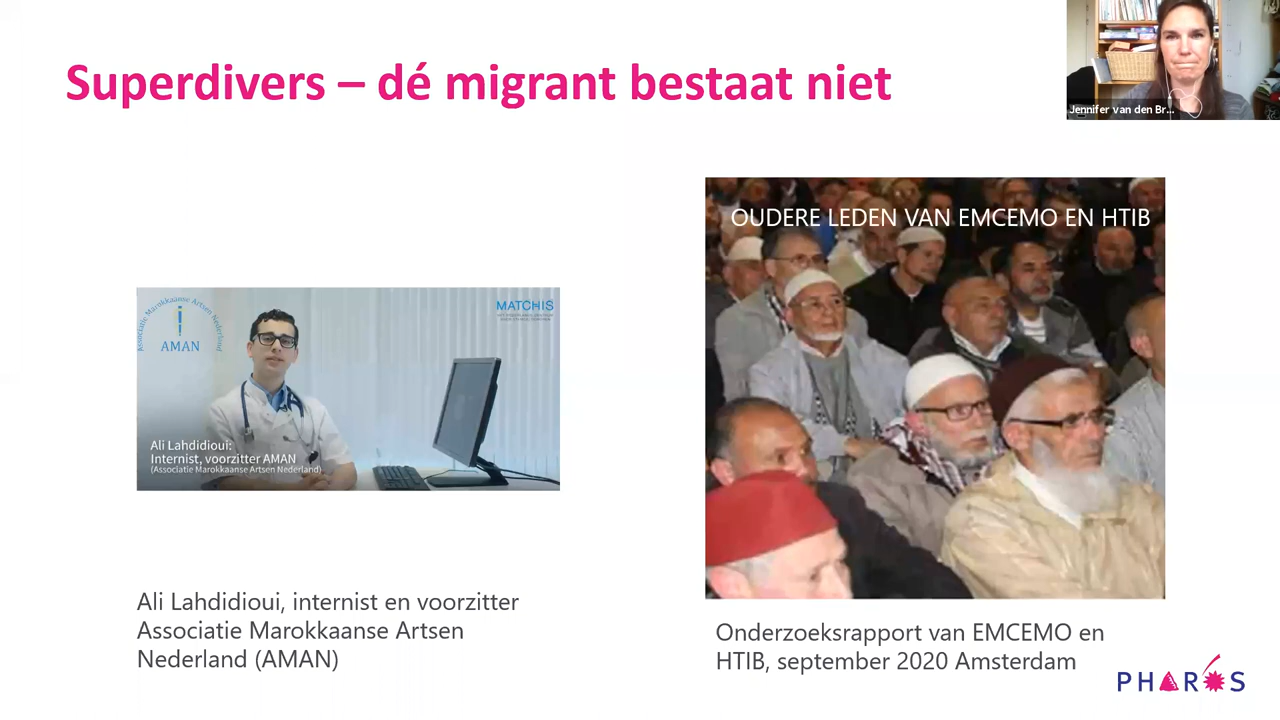 Superdivers – dé migrant bestaat niet
Jennifer van den Br...
OUDERE LEDEN VAN EMCEMO EN HTIB
Associatie Marokkaanse Artsen Nederland
AMAN
MATCHIS
Ali Lahdidioui:
Internist, voorzitter AMAN
(Associatie Marokkaanse Artsen Nederland)
Ali Lahdidioui, internist en voorzitter
Associatie Marokkaanse Artsen
Nederland (AMAN)
Onderzoeksrapport van EMCEMO en
HTIB, september 2020 Amsterdam
PHAROS